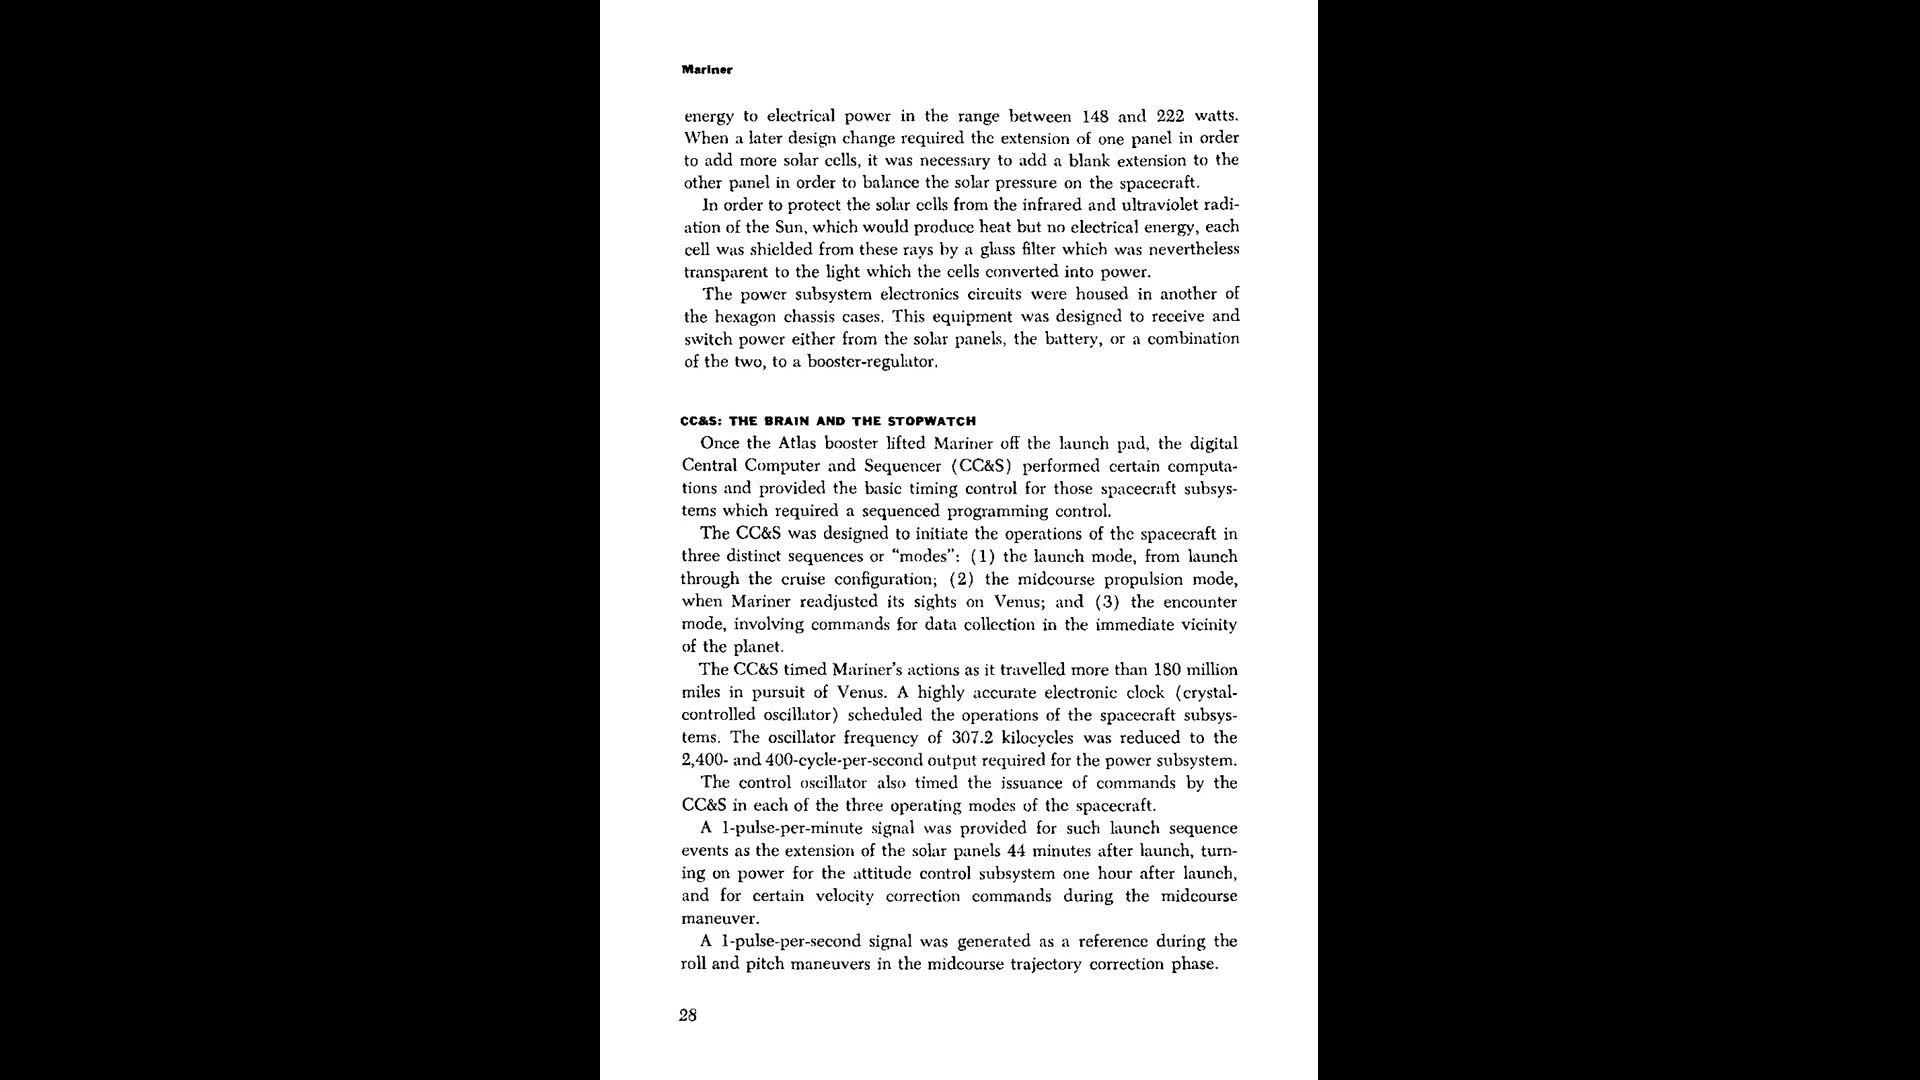 Mariner
energy to electrical power in the range between 148 and 222 watts.
When a later design change required the extension of one panel in order
to add more solar cells, it was necessary to add a blank extension to the
other panel in order to balance the solar pressure on the spacecraft.
In order to protect the solar cells from the infrared and ultraviolet radi-
ation of the Sun, which would produce heat but no electrical energy, each
cell was shielded from these rays by a glass filter which was nevertheless
transparent to the light which the cells converted into power.
The power subsystem electronics circuits were housed in another of
the hexagon chassis cases. This equipment was designed to receive and
switch power either from the solar panels, the battery, or a combination
of the two, to a booster-regulator.
CC&S: THE BRAIN AND THE STOPWATCH
Once the Atlas booster lifted Mariner off the launch pad, the digital
Central Computer and Sequencer (CC&S) performed certain computa-
tions and provided the basic timing control for those spacecraft subsys-
tems which required a sequenced programming control.
The CC&S was designed to initiate the operations of the spacecraft in
three distinct sequences or “modes”: (1) the launch mode, from launch
through the cruise configuration; (2) the midcourse propulsion mode,
when Mariner readjusted its sights on Venus; and (3) the encounter
mode, involving commands for data collection in the immediate vicinity
of the planet.
The CC&S timed Mariner’s actions as it travelled more than 180 million
miles in pursuit of Venus. A highly accurate electronic clock (crystal-
controlled oscillator) scheduled the operations of the spacecraft subsys-
tems. The oscillator frequency of 307.2 kilocycles was reduced to the
2,400- and 400-cycle-per-second output required for the power subsystem.
The control oscillator also timed the issuance of commands by the
CC&S in each of the three operating modes of the spacecraft.
A 1-pulse-per-minute signal was provided for such launch sequence
events as the extension of the solar panels 44 minutes after launch, turn-
ing on power for the attitude control subsystem one hour after launch,
and for certain velocity correction commands during the midcourse
maneuver.
A 1-pulse-per-second signal was generated as a reference during the
roll and pitch maneuvers in the midcourse trajectory correction phase.
28